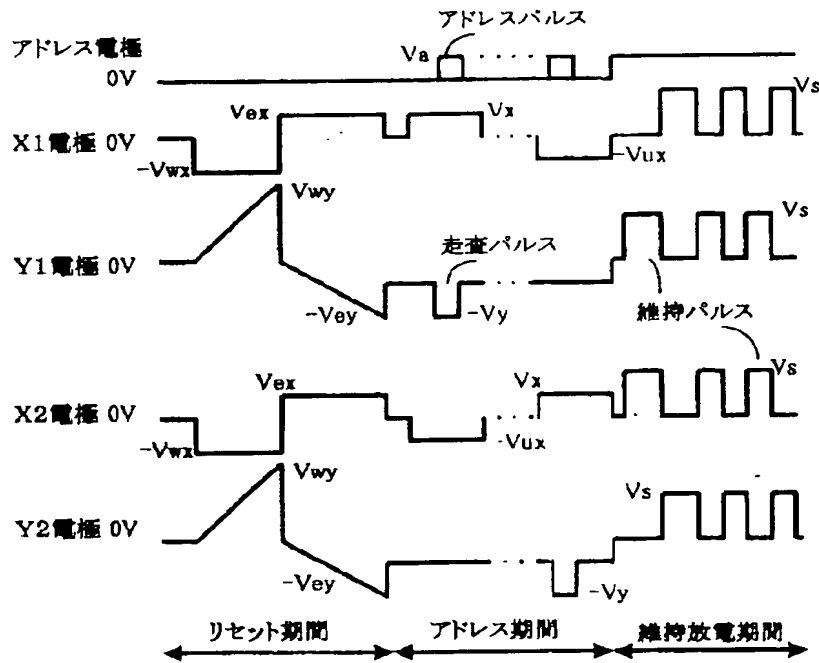 アドレスパルス
アドレス電極
0V
Va
Vs
Vex
Vx
X1電極 0V
-Vwx
-Vux
Vwy
Vs
走査パルス
Y1電極 0V
-Vey
-Vy
維持パルス
Vex
Vx
Vs
X2電極 0V
-Vwx
-Vux
Vwy
Vs
Y2電極 0V
-Vey
-Vy
リセット期間
アドレス期間
維持放電期間